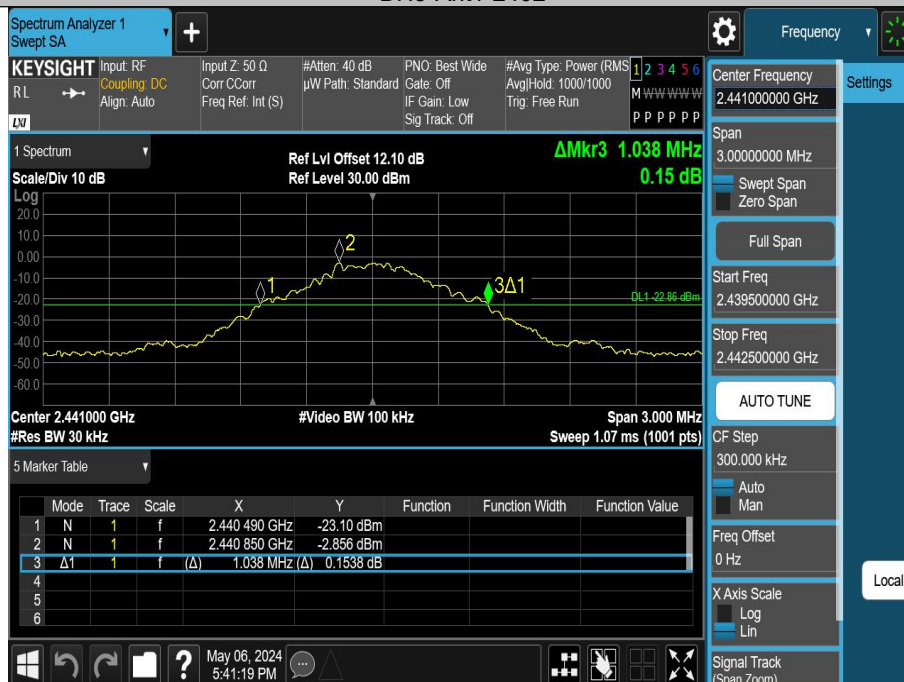 Spectrum Analyzer 1
Swept SA
+
Frequency
KEYSIGHT
RL
LXI
Input: RF
Coupling: DC
Align: Auto
Input Z: 50 Ω
Corr CCorr
Freq Ref: Int (S)
#Atten: 40 dB
µW Path: Standard
PNO: Best Wide
Gate: Off
IF Gain: Low
Sig Track: Off
#Avg Type: Power (RMS
Avg|Hold: 1000/1000
Trig: Free Run
1 2 3 4 5 6
M W W W W W
P P P P P P
Center Frequency
2.441000000 GHz
Settings
1 Spectrum
Scale/Div 10 dB
Ref Lvl Offset 12.10 dB
Ref Level 30.00 dBm
ΔMkr3 1.038 MHz
0.15 dB
Log
20.0
10.0
0.00
-10.0
-20.0
-30.0
-40.0
-50.0
-60.0
2
1
3Δ1
DL1 -22.86 dBm
Center 2.441000 GHz
#Res BW 30 kHz
#Video BW 100 kHz
Span 3.000 MHz
Sweep 1.07 ms (1001 pts)
Span
3.00000000 MHz
Swept Span
Zero Span
Full Span
Start Freq
2.439500000 GHz
Stop Freq
2.442500000 GHz
AUTO TUNE
CF Step
300.000 kHz
Auto
Man
Freq Offset
0 Hz
X Axis Scale
Log
Lin
Signal Track
(Span Zoom)
Local
5 Marker Table
Mode Trace Scale X Y Function Function Width Function Value
1 N 1 f 2.440 490 GHz -23.10 dBm
2 N 1 f 2.440 850 GHz -2.856 dBm
3 Δ1 1 f (Δ) 1.038 MHz (Δ) 0.1538 dB
4
5
6
?
May 06, 2024
5:41:19 PM